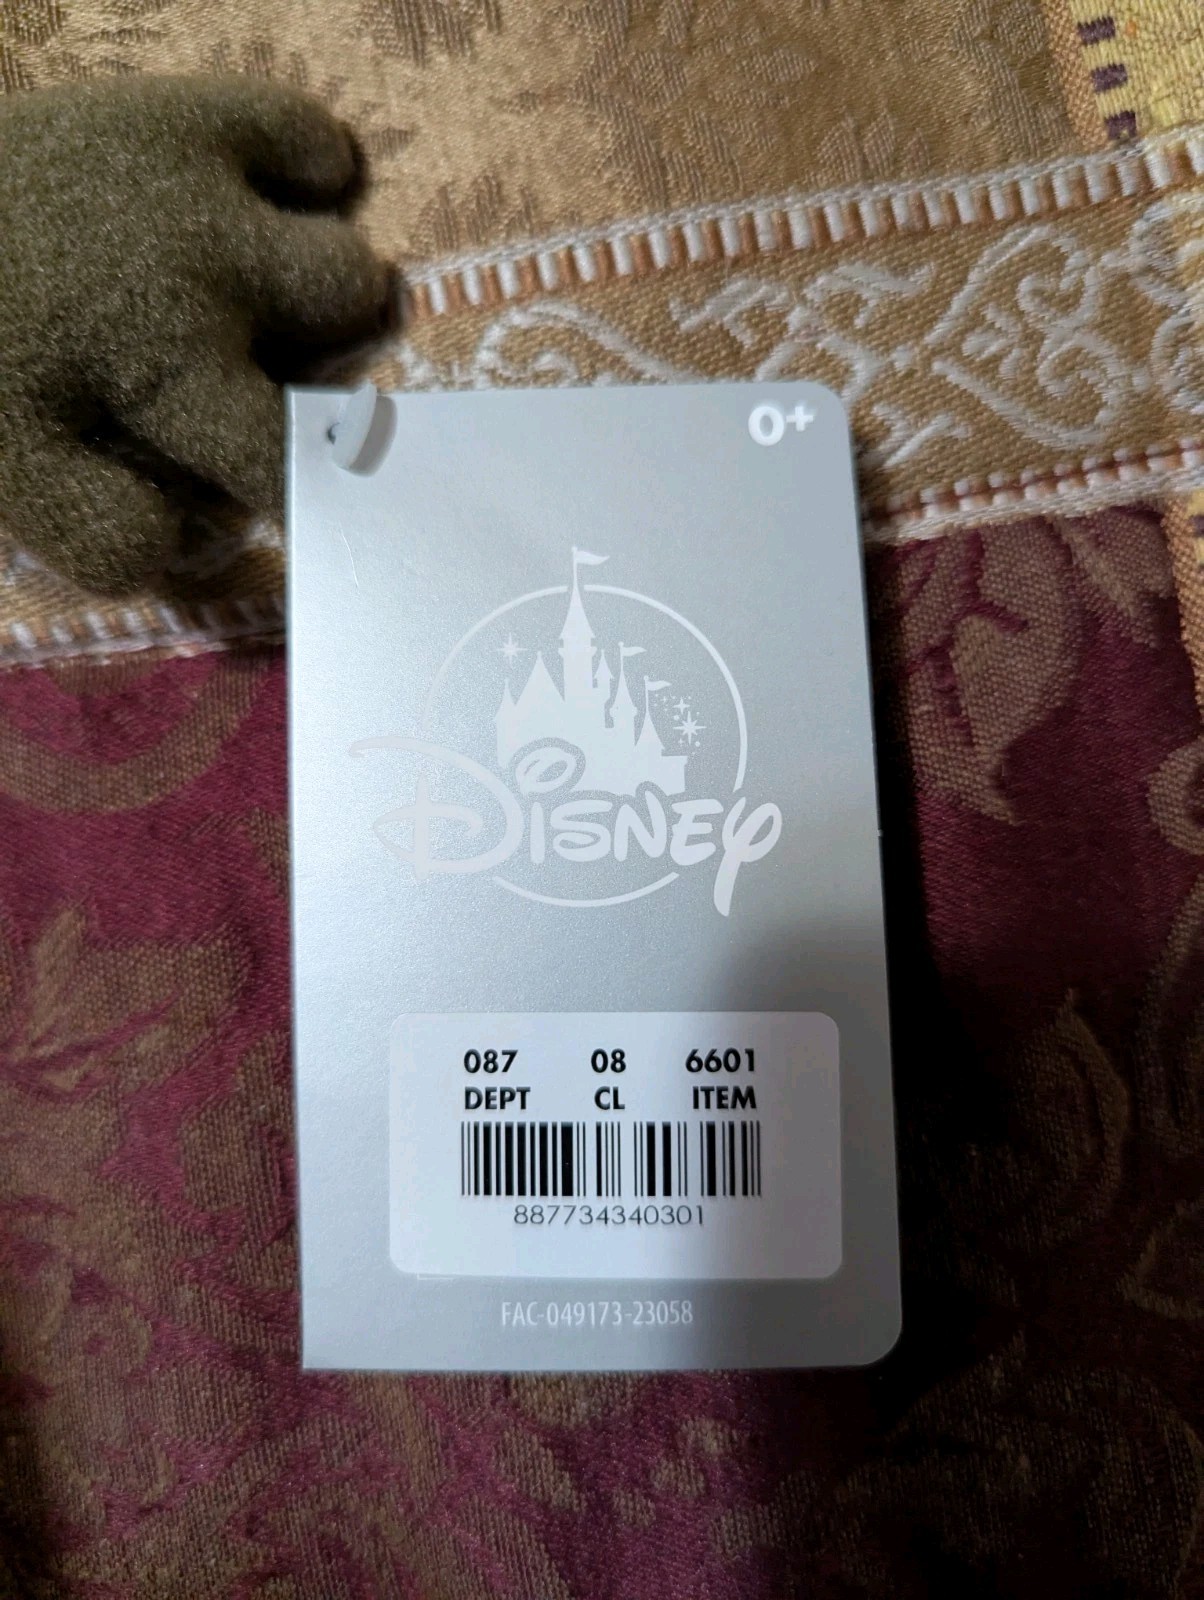 0+
Disney
087 08 6601
DEPT CL ITEM
887734340301
FAC-049173-23058